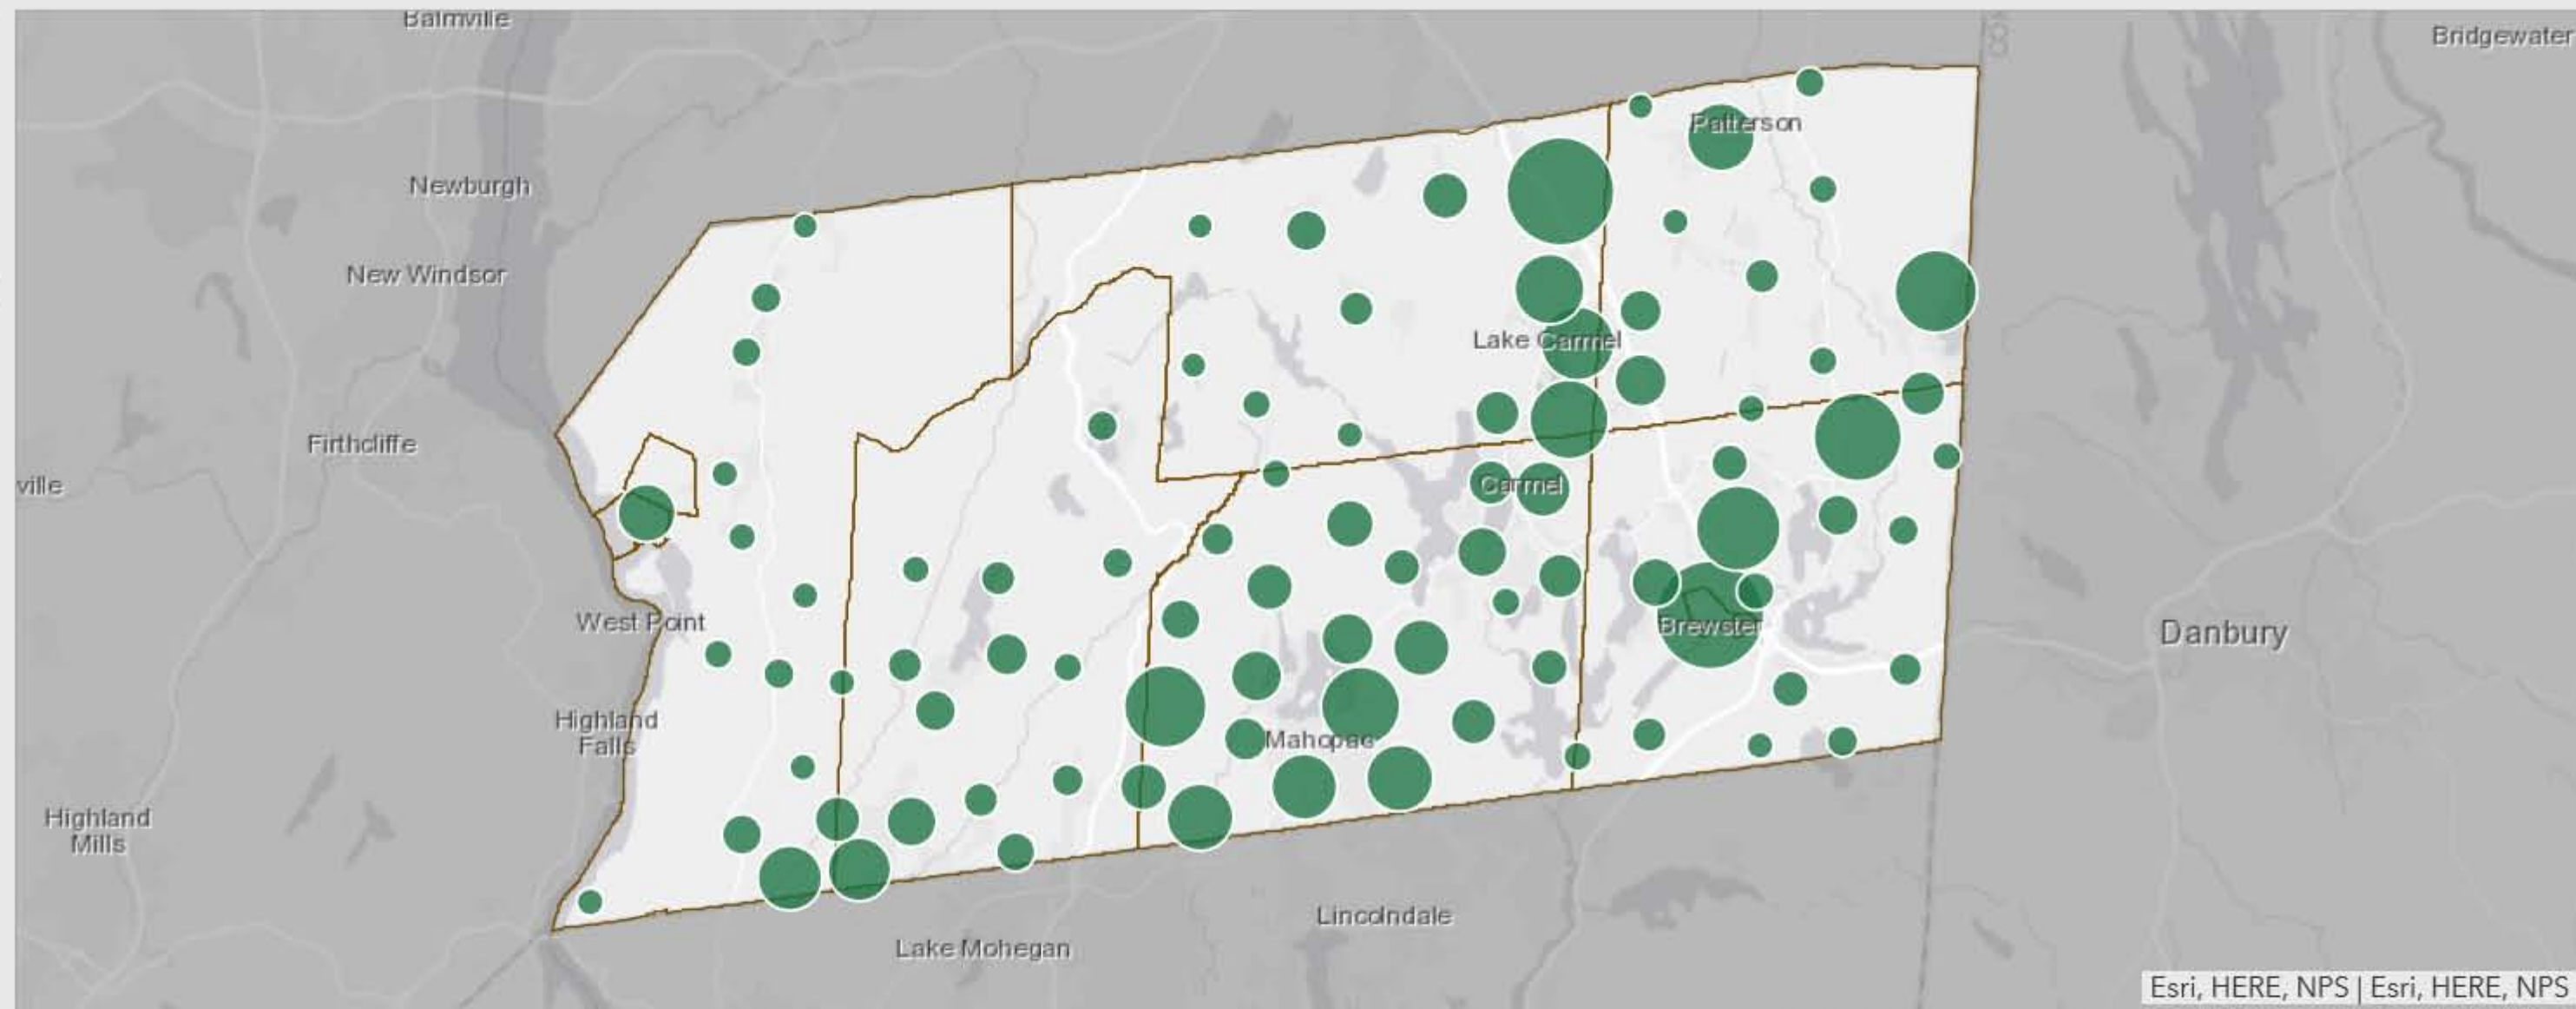 Balmville
Bridgewater
Patterson
Newburgh
New Windsor
Lake Carmel
Firthcliffe
ville
Carmel
West Point
Brewster
Danbury
Highland
Falls
Mahopac
Highland
Mills
Lincolndale
Lake Mohegan
Esri, HERE, NPS | Esri, HERE, NPS